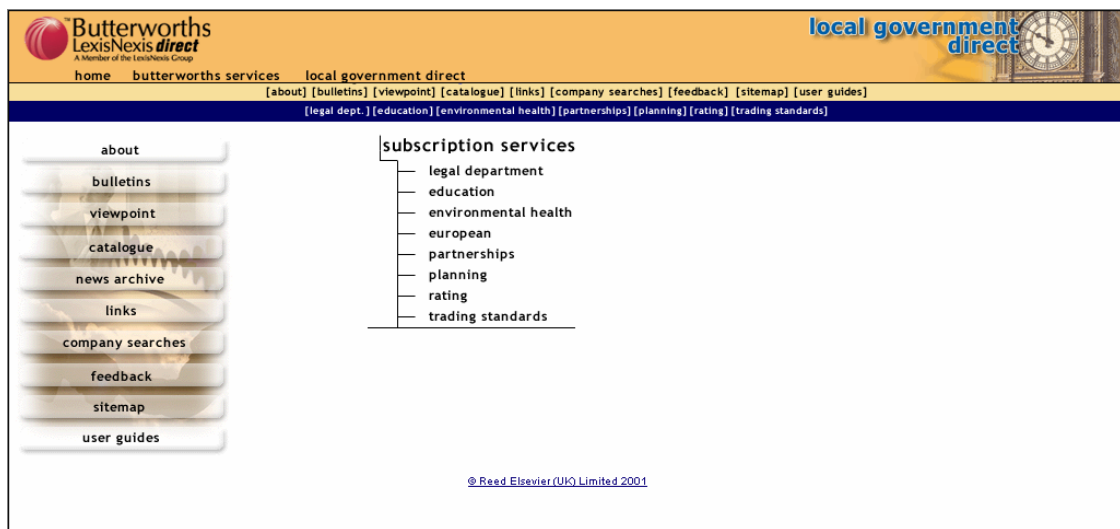 ™Butterworths
LexisNexis direct
A Member of the LexisNexis Group
local government
direct
home butterworths services local government direct
[about] [bulletins] [viewpoint] [catalogue] [links] [company searches] [feedback] [sitemap] [user guides]
[legal dept.] [education] [environmental health] [partnerships] [planning] [rating] [trading standards]
about
bulletins
viewpoint
catalogue
news archive
links
company searches
feedback
sitemap
user guides
subscription services
legal department
education
environmental health
european
partnerships
planning
rating
trading standards
© Reed Elsevier (UK) Limited 2001